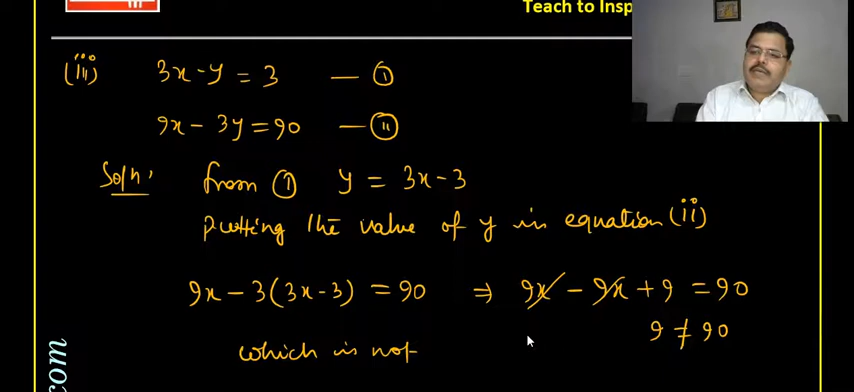 Teach to Insp
(iii) 3x - y = 3 — (i)
9x - 3y = 90 — (ii)
Soln. from (i) y = 3x - 3
putting the value of y in equation (ii)
9x - 3(3x - 3) = 90 ⇒ 9x - 9x + 9 = 90
9 ≠ 90
which is not
com